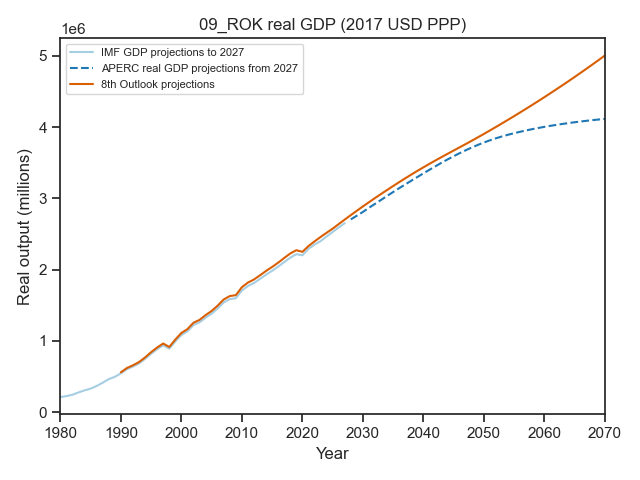 09_ROK real GDP (2017 USD PPP)
1e6
IMF GDP projections to 2027
APERC real GDP projections from 2027
8th Outlook projections
Real output (millions)
5
4
3
2
1
0
1980 1990 2000 2010 2020 2030 2040 2050 2060 2070
Year